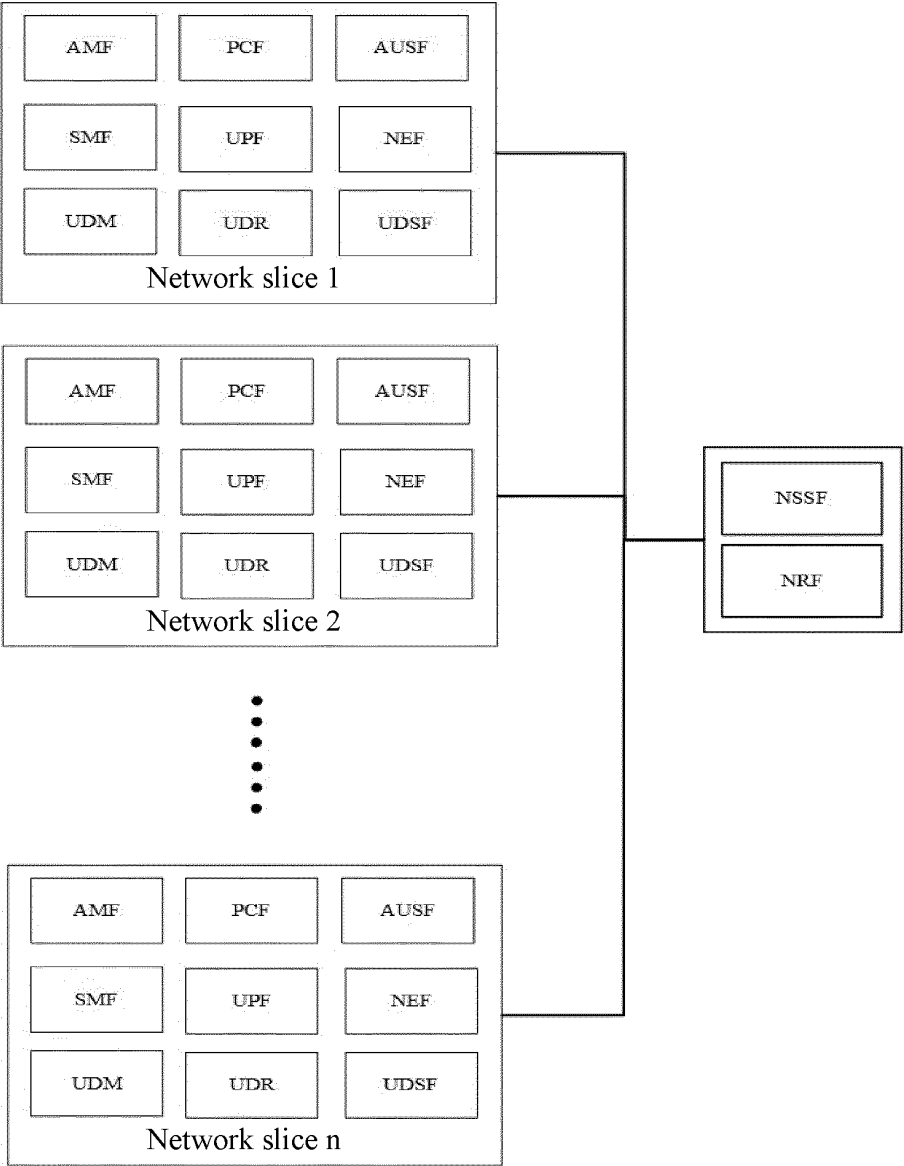 AMF PCF AUSF
SMF UPF NEF
UDM UDR UDSF
Network slice 1
AMF PCF AUSF
SMF UPF NEF
UDM UDR UDSF
Network slice 2
NSSF
NRF
AMF PCF AUSF
SMF UPF NEF
UDM UDR UDSF
Network slice n